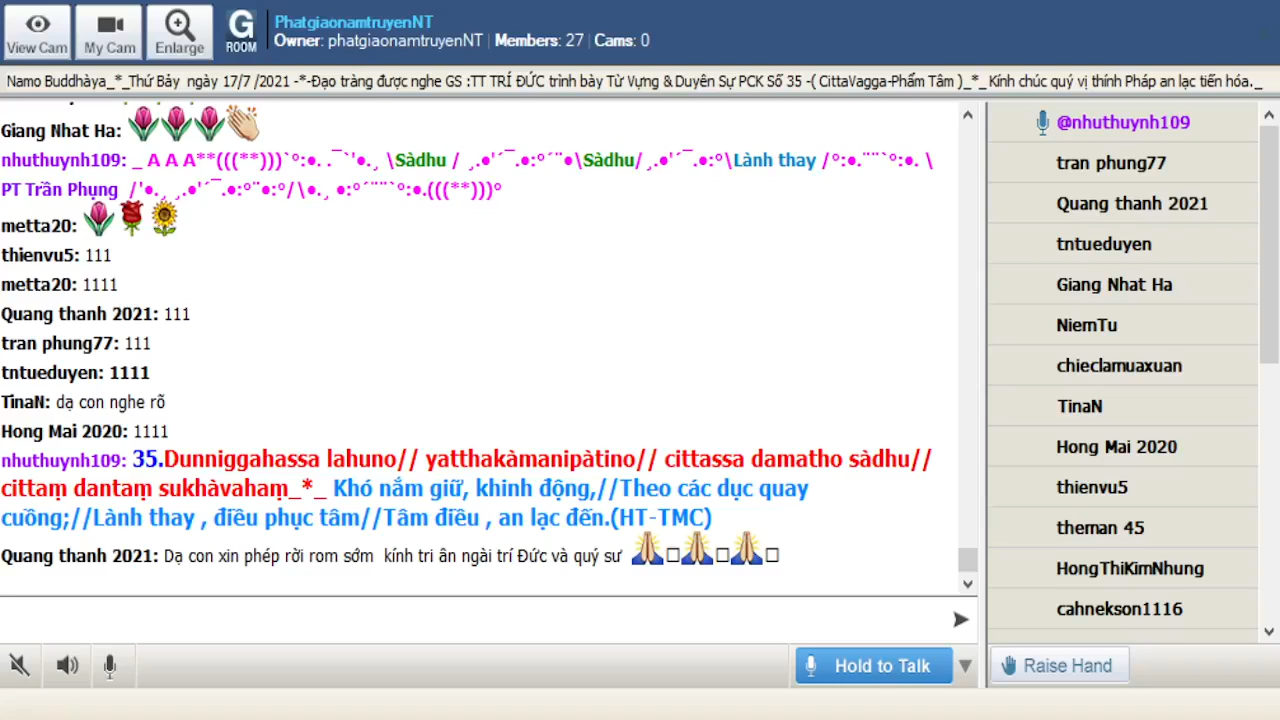 View Cam
My Cam
Enlarge
G
ROOM
PhatgiaonamtruyenNT
Owner: phatgiaonamtruyenNT | Members: 27 | Cams: 0
Namo Buddhàya_*_Thứ Bảy ngày 17/7 /2021 -*-Đạo tràng được nghe GS :TT TRÍ ĐỨC trình bày Từ Vựng & Duyên Sự PCK Số 35 -( CittaVagga-Phẩm Tâm )_*_ Kính chúc quý vị thính Pháp an lạc tiến hóa._
Giang Nhat Ha: 🌷🌷🌷👏
nhuthuynh109: _ A A A**(((**)))`º:●. .¯`'●.¸ \Sàdhu / ¸.●'´¯.●:º´¨●\Sàdhu/¸.●'´¯.●:º\Lành thay /º:●.¨¨`º:●. \
PT Trần Phụng /'●.¸ ¸.●'´¯.●:º¨●:º/\●.¸ ●:º´¨¨`º:●.(((**)))º
metta20: 🌷🌹🌻
thienvu5: 111
metta20: 1111
Quang thanh 2021: 111
tran phung77: 111
tntueduyen: 1111
TinaN: dạ con nghe rõ
Hong Mai 2020: 1111
nhuthuynh109: 35.Dunniggahassa lahuno// yatthakàmanipàtino// cittassa damatho sàdhu//
cittaṃ dantaṃ sukhàvahaṃ_*_ Khó nắm giữ, khinh động,//Theo các dục quay
cuồng;//Lành thay , điều phục tâm//Tâm điều , an lạc đến.(HT-TMC)
Quang thanh 2021: Dạ con xin phép rời rom sớm kính tri ân ngài trí Đức và quý sư 🙏□🙏□🙏□
Hold to Talk
@nhuthuynh109
tran phung77
Quang thanh 2021
tntueduyen
Giang Nhat Ha
NiemTu
chieclamuaxuan
TinaN
Hong Mai 2020
thienvu5
theman 45
HongThiKimNhung
cahnekson1116
Raise Hand